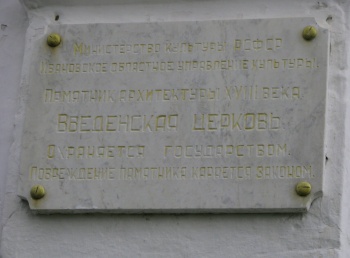 Министерство культуры РСФСР
Ивановское областное управление культуры
Памятник архитектуры XVIII века
Введенская церковь
Охраняется государством
Повреждение памятника карается законом